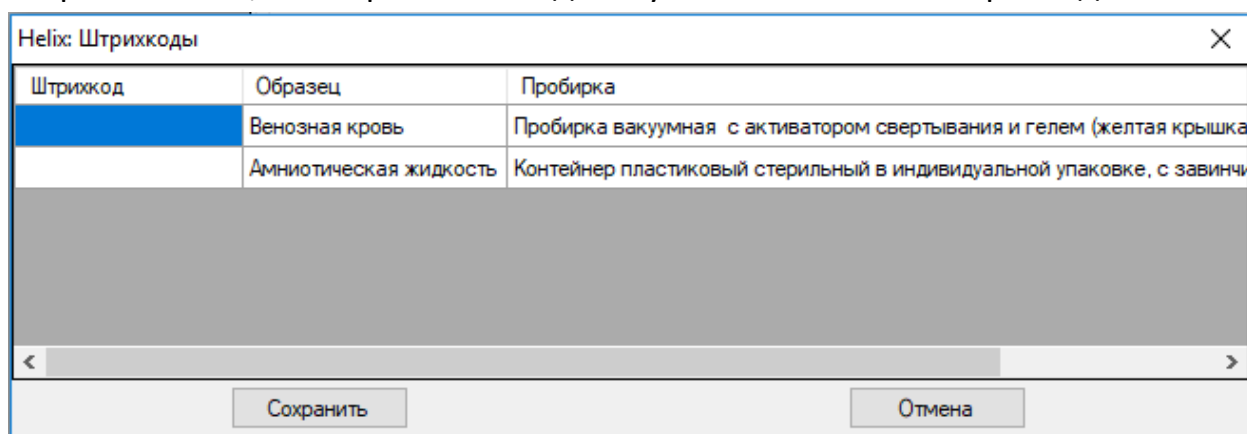 Helix: Штрихкоды
Штрихкод Образец Пробирка
Венозная кровь Пробирка вакуумная с активатором свертывания и гелем (желтая крышка
Амниотическая жидкость Контейнер пластиковый стерильный в индивидуальной упаковке, с завинчи
Сохранить Отмена